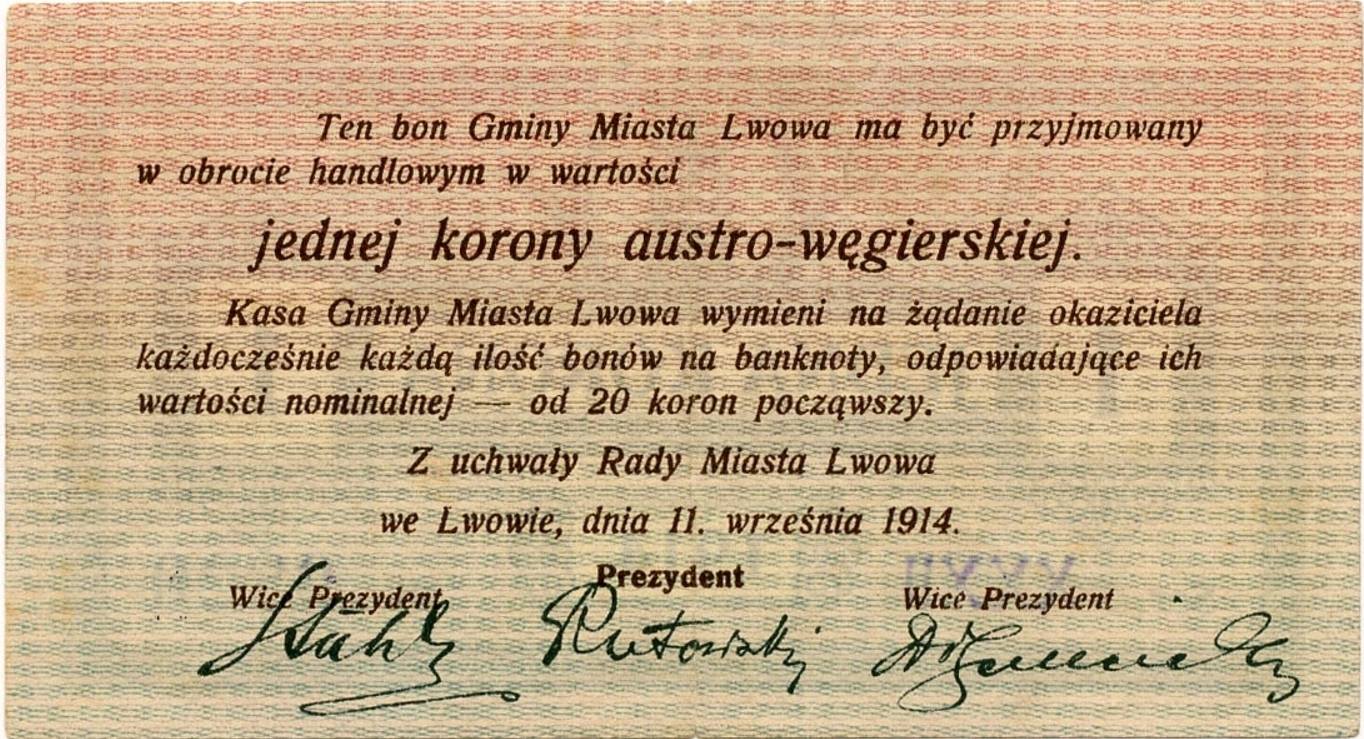 Ten bon Gminy Miasta Lwowa ma być przyjmowany
w obrocie handlowym w wartości
jednej korony austro-węgierskiej.
Kasa Gminy Miasta Lwowa wymieni na żądanie okaziciela
każdocześnie każdą ilość bonów na banknoty, odpowiadające ich
wartości nominalnej — od 20 koron począwszy.
Z uchwały Rady Miasta Lwowa
we Lwowie, dnia 11. września 1914.
Prezydent
Wice Prezydent Wice Prezydent
Stahl Rutowski